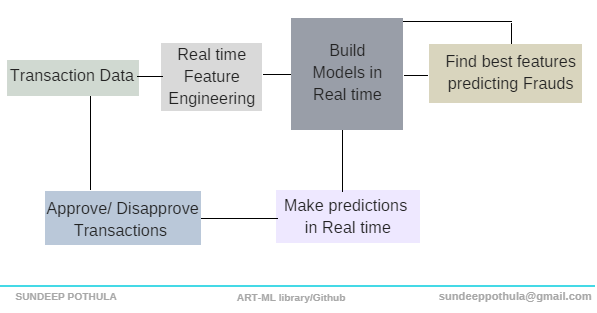 Transaction Data
Real time
Feature
Engineering
Build
Models in
Real time
Find best features
predicting Frauds
Approve/ Disapprove
Transactions
Make predictions
in Real time
SUNDEEP POTHULA
ART-ML library/Github
sundeeppothula@gmail.com